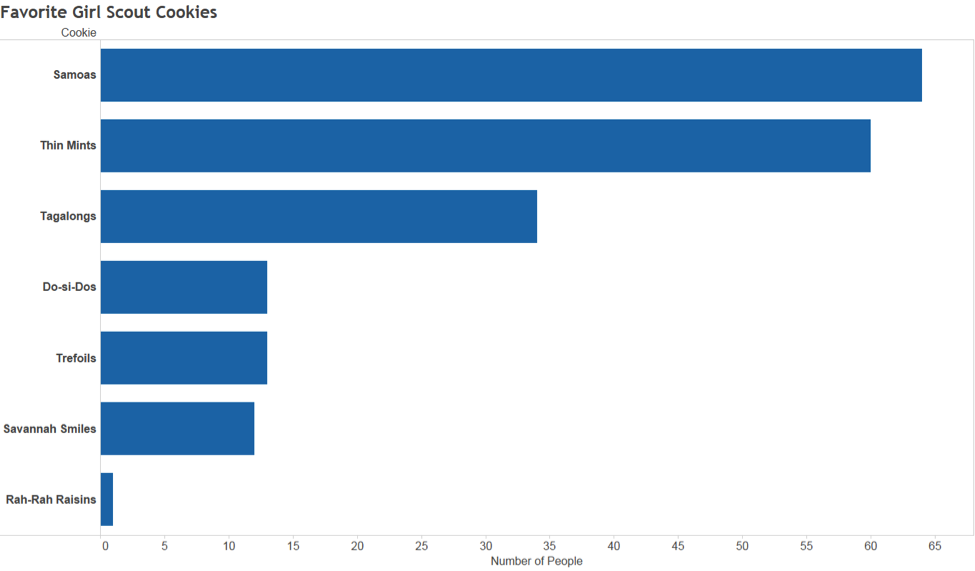 Favorite Girl Scout Cookies
Cookie
Samoas
Thin Mints
Tagalongs
Do-si-Dos
Trefoils
Savannah Smiles
Rah-Rah Raisins
0 5 10 15 20 25 30 35 40 45 50 55 60 65
Number of People